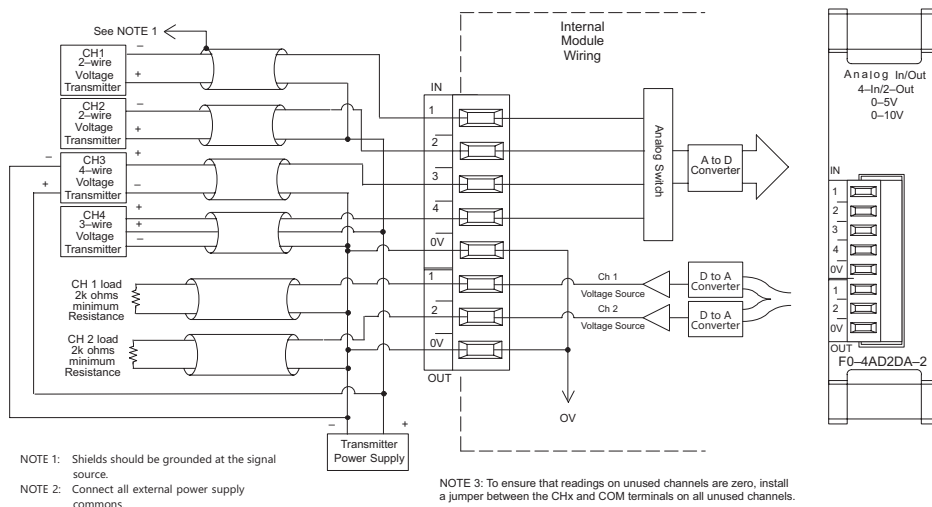 See NOTE 1
CH1
2–wire
Voltage
Transmitter
–
+
CH2
2–wire
Voltage
Transmitter
–
+
–
+
CH3
4–wire
Voltage
Transmitter
+
–
CH4
3–wire
Voltage
Transmitter
+
+
–
CH 1 load
2k ohms
minimum
Resistance
CH 2 load
2k ohms
minimum
Resistance
IN
1
2
3
4
0V
1
2
0V
OUT
Internal
Module
Wiring
Analog Switch
A to D
Converter
Ch 1
Voltage Source
D to A
Converter
Ch 2
Voltage Source
D to A
Converter
OV
–
+
Transmitter
Power Supply
NOTE 1: Shields should be grounded at the signal
source.
NOTE 2: Connect all external power supply
commons
NOTE 3: To ensure that readings on unused channels are zero, install
a jumper between the CHx and COM terminals on all unused channels.
Analog In/Out
4–In/2–Out
0–5V
0–10V
IN
1
2
3
4
0V
1
2
0V
OUT
F0–4AD2DA–2